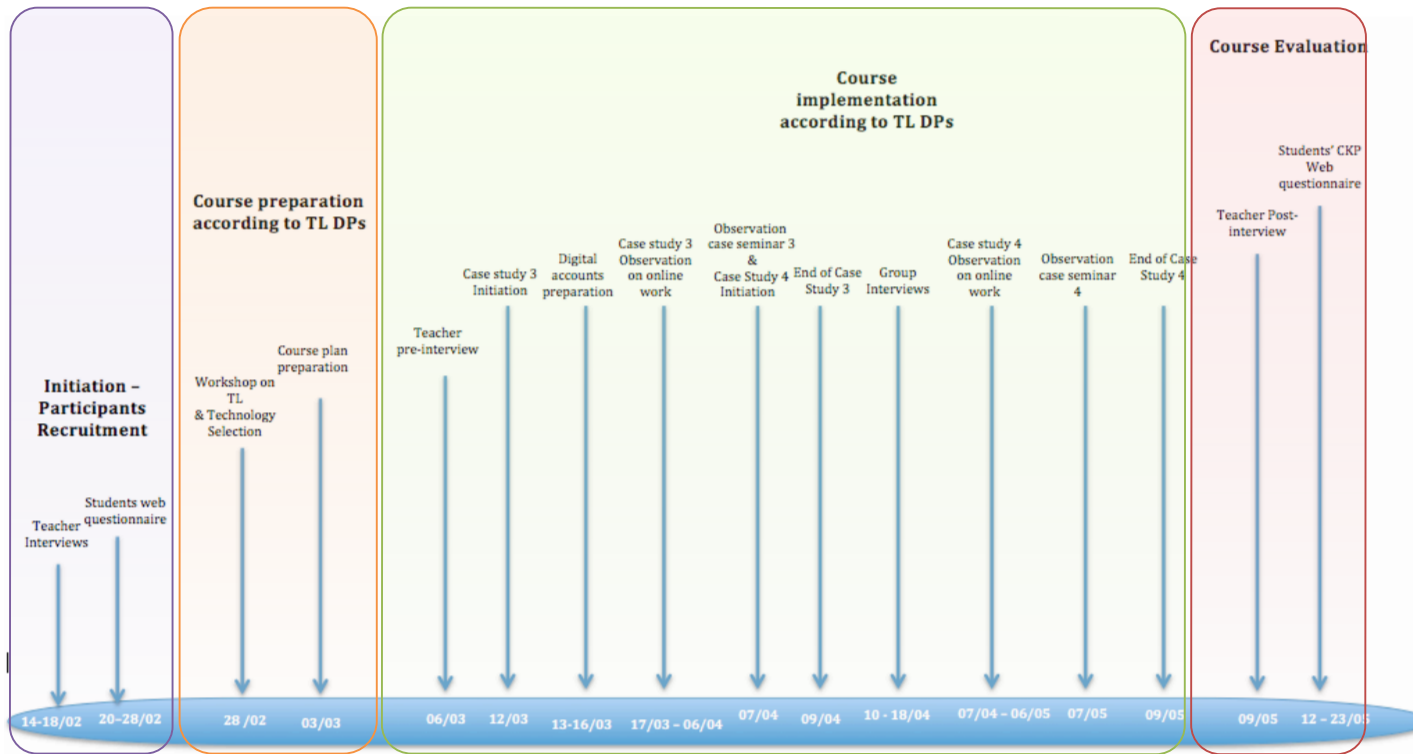 Initiation –
Participants
Recruitment
Teacher
Interviews
Students web
questionnaire
14-18/02
20–28/02
Course preparation
according to TL DPs
Workshop on
TL
& Technology
Selection
Course plan
preparation
28 /02
03/03
Course
implementation
according to TL DPs
Teacher
pre-interview
Case study 3
Initiation
Digital
accounts
preparation
Case study 3
Observation
on online
work
Observation
case seminar 3
&
Case Study 4
Initiation
End of Case
Study 3
Group
Interviews
Case study 4
Observation
on online
work
Observation
case seminar
4
End of Case
Study 4
06/03
12/03
13-16/03
17/03 – 06/04
07/04
09/04
10 - 18/04
07/04 – 06/05
07/05
09/05
Course Evaluation
Teacher Post-
interview
Students’ CKP
Web
questionnaire
09/05
12 – 23/05